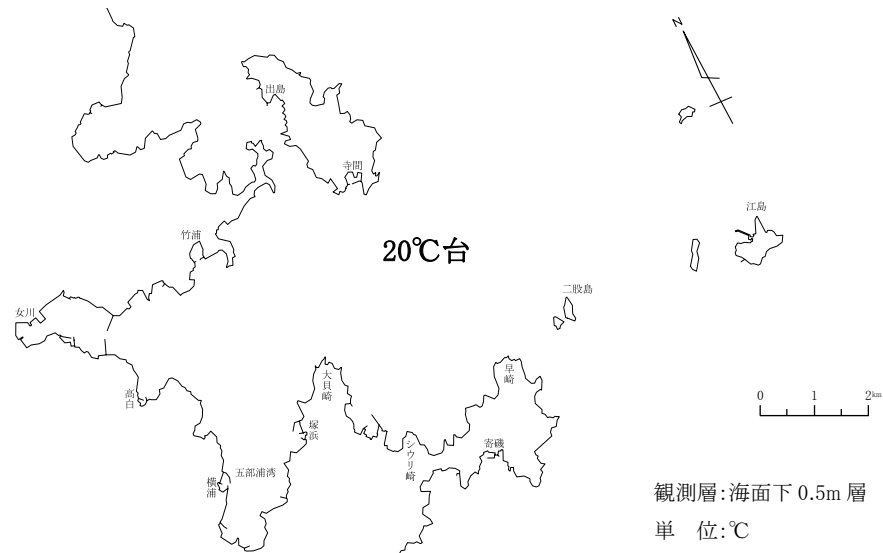 N
出島
寺間
江島
竹浦
20℃台
二股島
女川
大貝崎
早崎
高白
0 1 2km
塚浜
シウリ崎
寄磯
五部浦湾
横浦
観測層:海面下 0.5m 層
単 位:℃